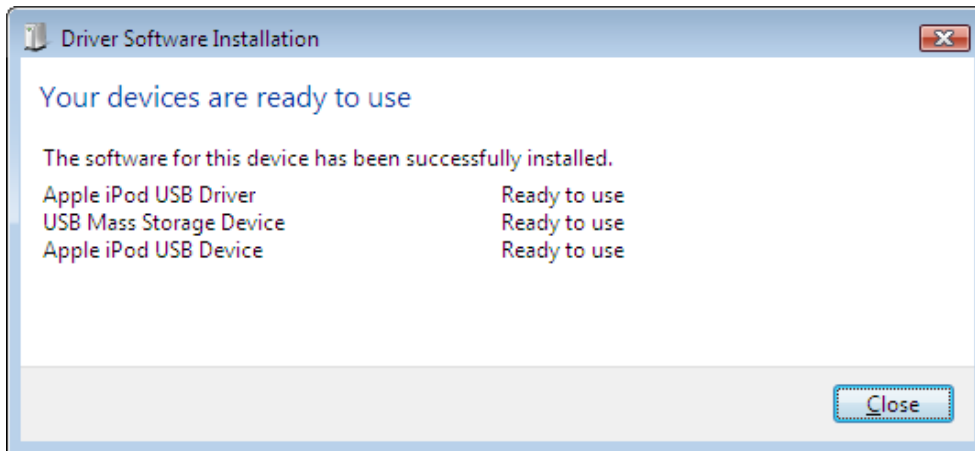 Driver Software Installation
Your devices are ready to use
The software for this device has been successfully installed.
Apple iPod USB Driver Ready to use
USB Mass Storage Device Ready to use
Apple iPod USB Device Ready to use
Close